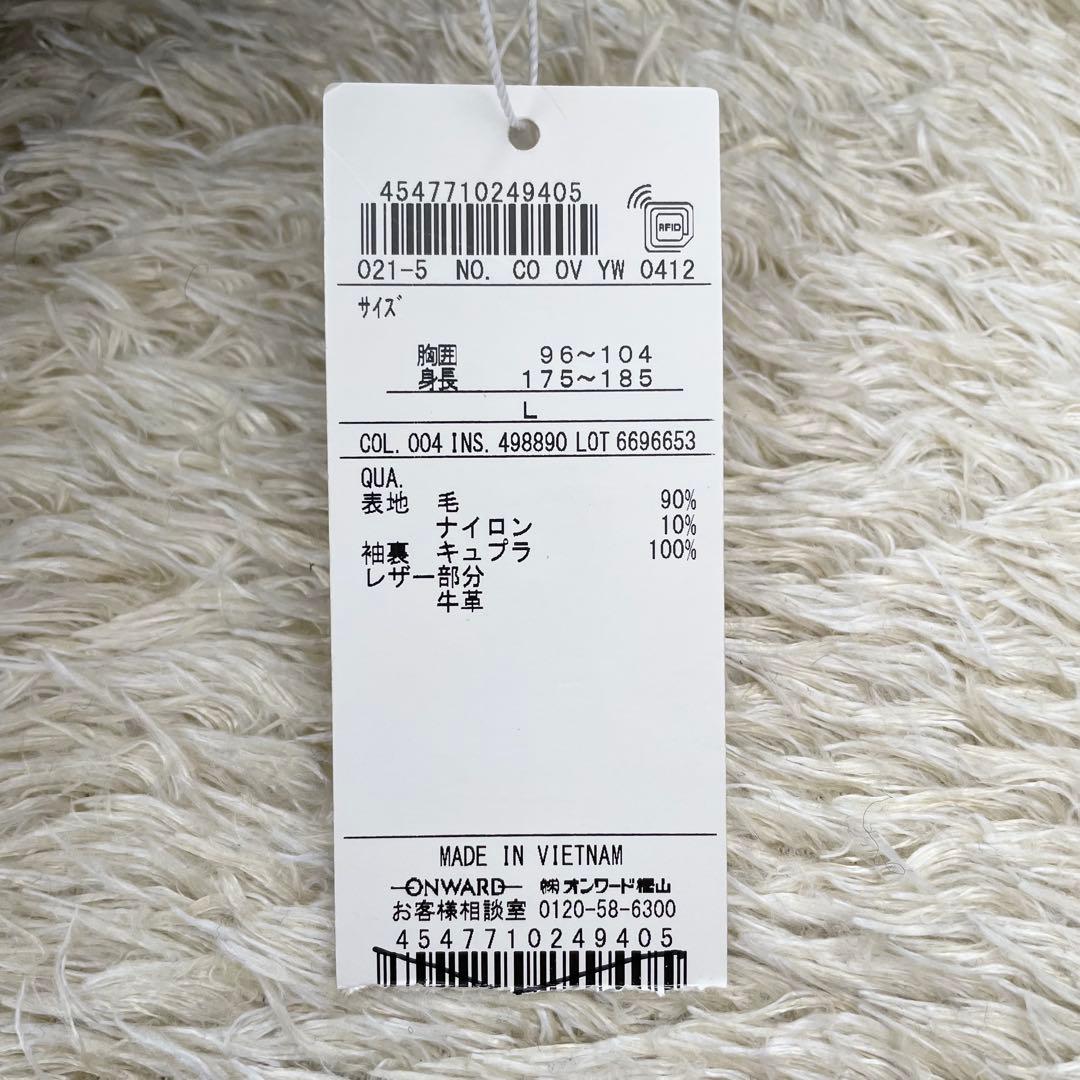 4547710249405
RFID
021-5 NO. CO OV YW 0412
サイズ
胸囲 96～104
身長 175～185
L
COL. 004 INS. 498890 LOT 6696653
QUA.
表地 毛 90%
ナイロン 10%
袖裏 キュプラ 100%
レザー部分
牛革
MADE IN VIETNAM
ONWARD ㈱オンワード樫山
お客様相談室 0120-58-6300
4547710249405